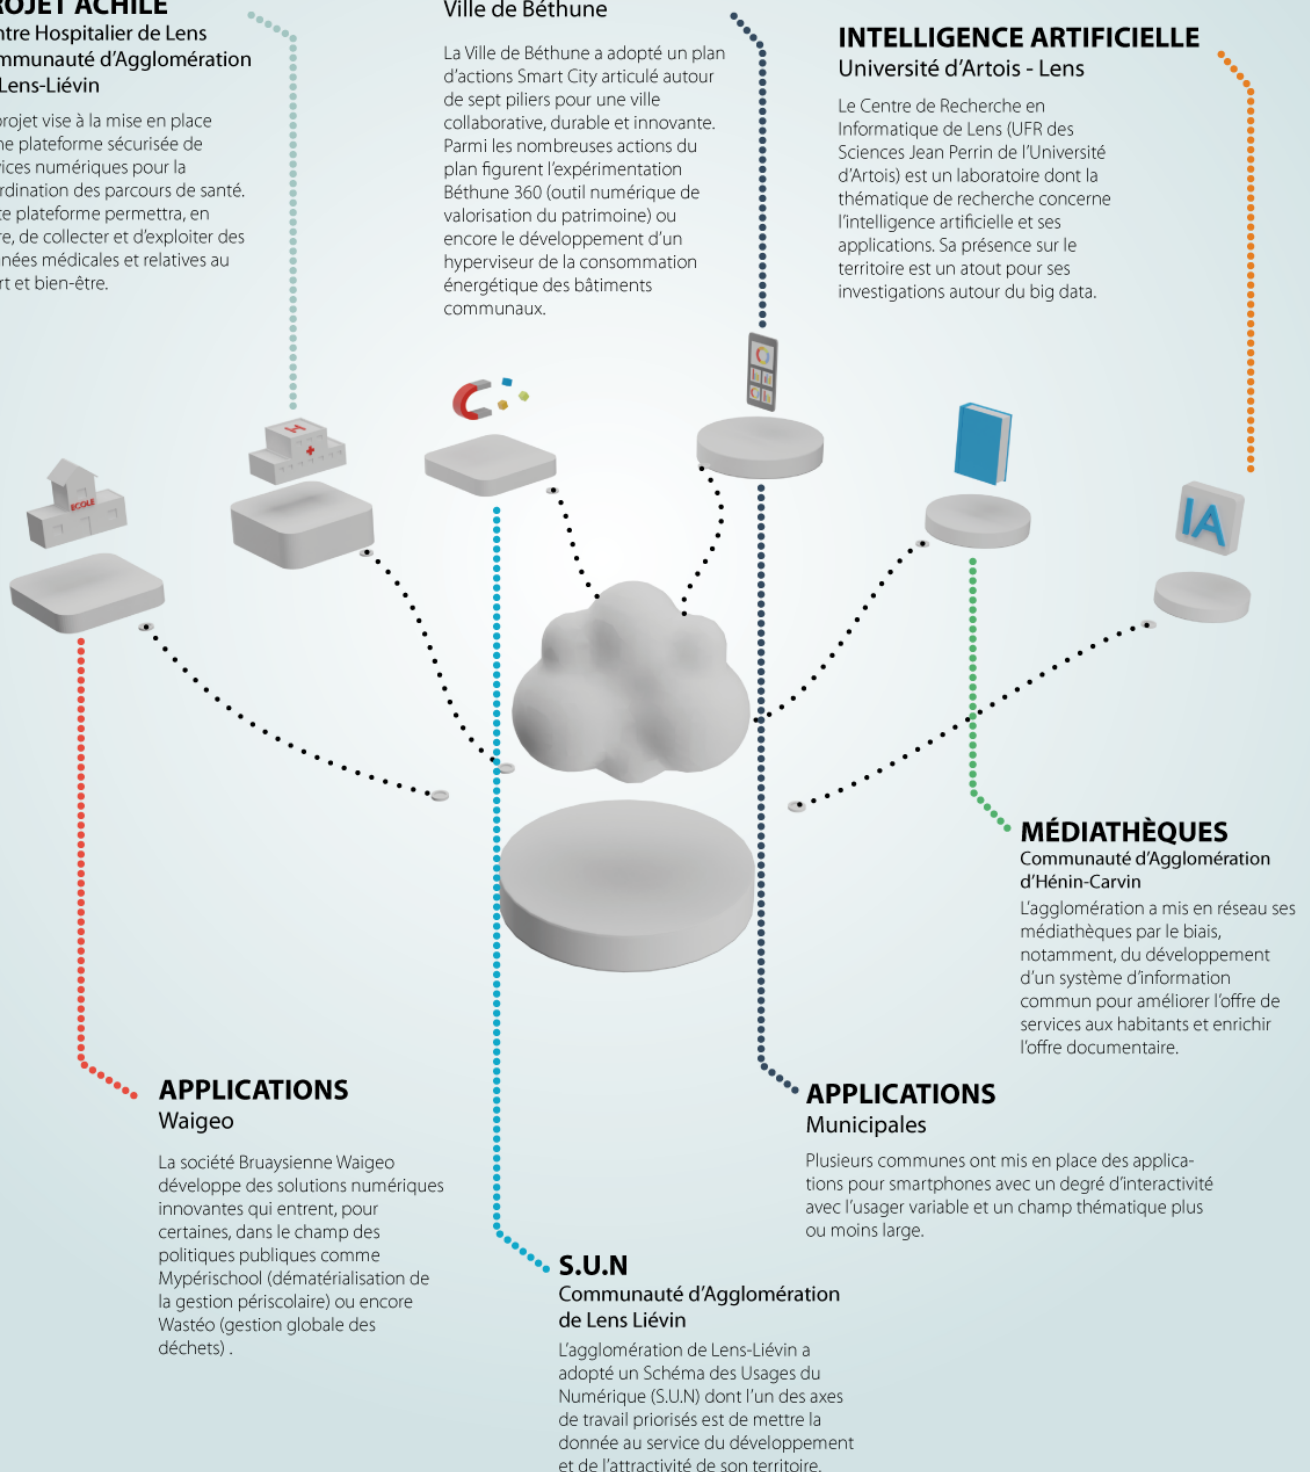 ROJET ACHILE
ntre Hospitalier de Lens
mmunauté d'Agglomération
Lens-Liévin
projet vise à la mise en place
ne plateforme sécurisée de
vices numériques pour la
rdination des parcours de santé.
te plateforme permettra, en
re, de collecter et d'exploiter des
nnées médicales et relatives au
rt et bien-être.
Ville de Béthune
La Ville de Béthune a adopté un plan
d'actions Smart City articulé autour
de sept piliers pour une ville
collaborative, durable et innovante.
Parmi les nombreuses actions du
plan figurent l'expérimentation
Béthune 360 (outil numérique de
valorisation du patrimoine) ou
encore le développement d'un
hyperviseur de la consommation
énergétique des bâtiments
communaux.
INTELLIGENCE ARTIFICIELLE
Université d'Artois - Lens
Le Centre de Recherche en
Informatique de Lens (UFR des
Sciences Jean Perrin de l'Université
d'Artois) est un laboratoire dont la
thématique de recherche concerne
l'intelligence artificielle et ses
applications. Sa présence sur le
territoire est un atout pour ses
investigations autour du big data.
H
ECOLE
IA
MÉDIATHÈQUES
Communauté d'Agglomération
d'Hénin-Carvin
L'agglomération a mis en réseau ses
médiathèques par le biais,
notamment, du développement
d'un système d'information
commun pour améliorer l'offre de
services aux habitants et enrichir
l'offre documentaire.
APPLICATIONS
Waigeo
La société Bruaysienne Waigeo
développe des solutions numériques
innovantes qui entrent, pour
certaines, dans le champ des
politiques publiques comme
Mypérischool (dématérialisation de
la gestion périscolaire) ou encore
Wastéo (gestion globale des
déchets) .
APPLICATIONS
Municipales
Plusieurs communes ont mis en place des applica-
tions pour smartphones avec un degré d'interactivité
avec l'usager variable et un champ thématique plus
ou moins large.
S.U.N
Communauté d'Agglomération
de Lens Liévin
L'agglomération de Lens-Liévin a
adopté un Schéma des Usages du
Numérique (S.U.N) dont l'un des axes
de travail priorisés est de mettre la
donnée au service du développement
et de l'attractivité de son territoire.